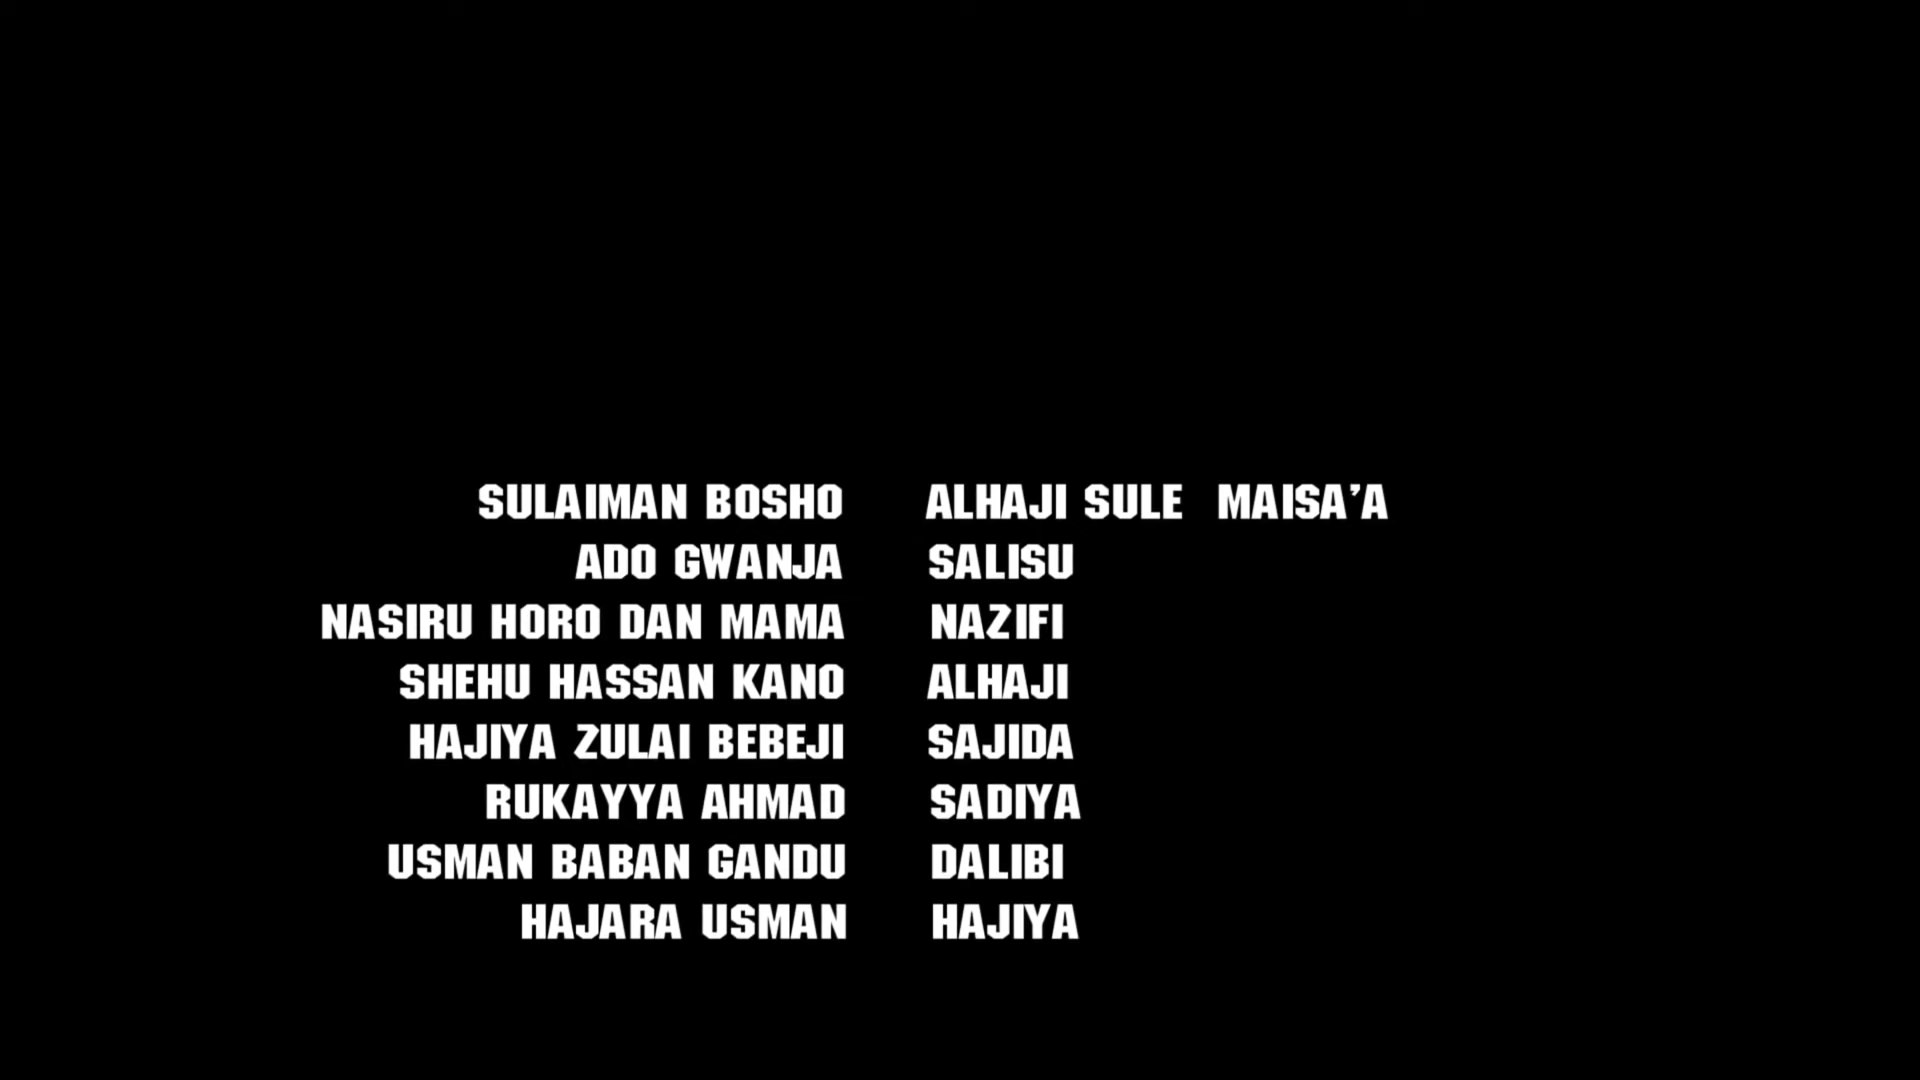 SULAIMAN BOSHO ALHAJI SULE MAISA'A
ADO GWANJA SALISU
NASIRU HORO DAN MAMA NAZIFI
SHEHU HASSAN KANO ALHAJI
HAJIYA ZULAI BEBEJI SAJIDA
RUKAYYA AHMAD SADIYA
USMAN BABAN GANDU DALIBI
HAJARA USMAN HAJIYA